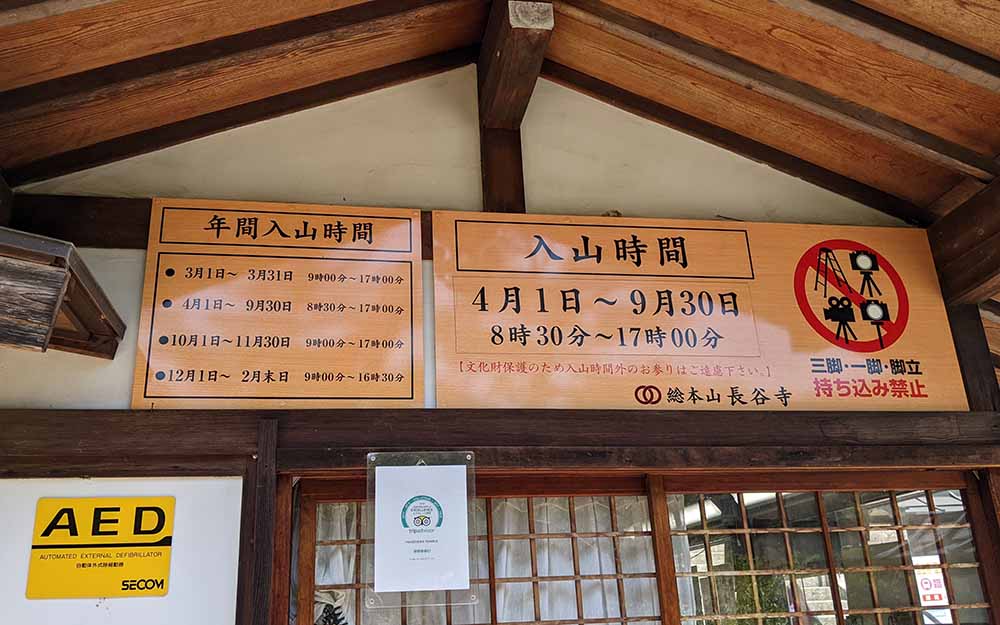 年間入山時間
● 3月1日～ 3月31日 9時00分～17時00分
● 4月1日～ 9月30日 8時30分～17時00分
●10月1日～11月30日 9時00分～17時00分
●12月1日～ 2月末日 9時00分～16時30分
入山時間
4月1日～9月30日
8時30分～17時00分
【文化財保護のため入山時間外のお参りはご遠慮下さい。】
総本山 長谷寺
三脚・一脚・脚立
持ち込み禁止
AED
AUTOMATED EXTERNAL DEFIBRILLATOR
自動体外式除細動器
SECOM
tripadvisor